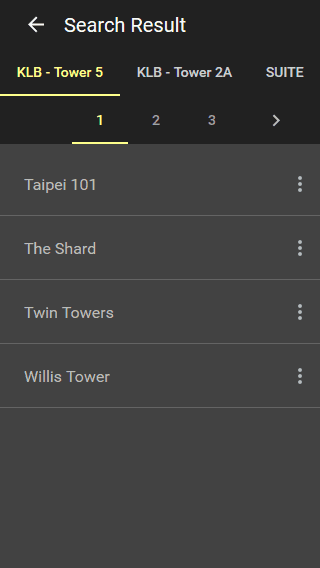 Search Result
KLB - Tower 5 KLB - Tower 2A SUITE
1 2 3
Taipei 101
The Shard
Twin Towers
Willis Tower